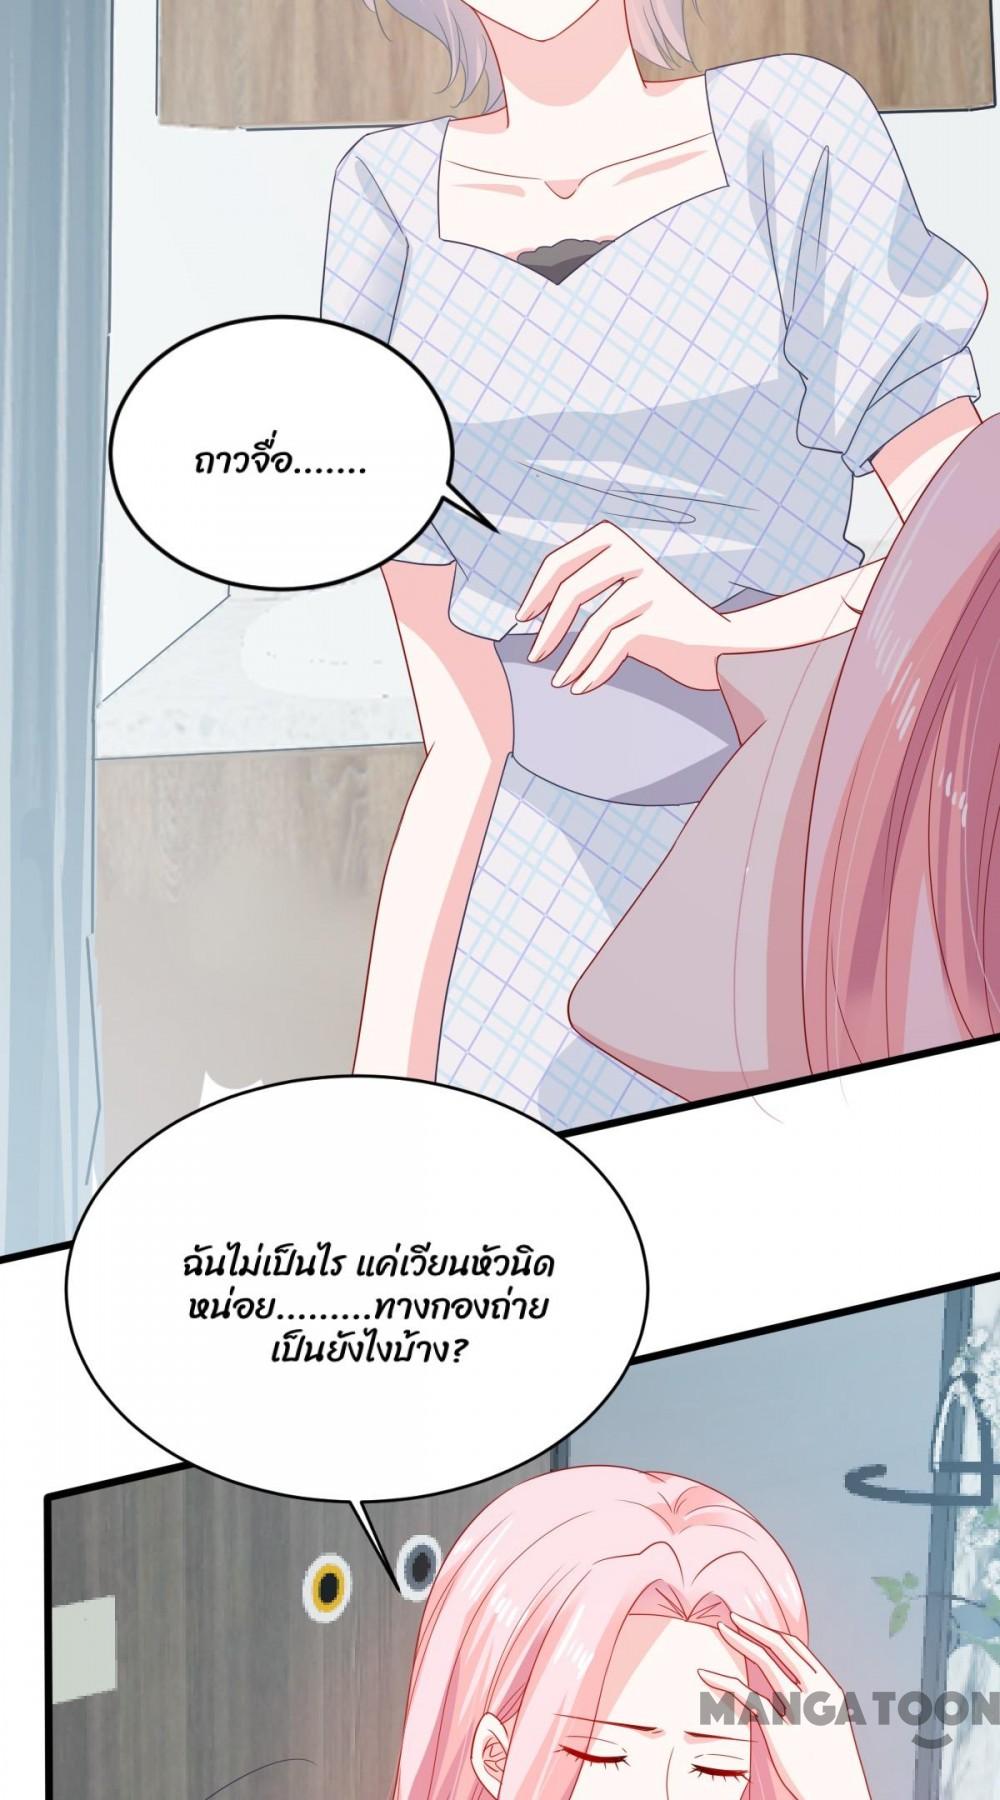 ถาวจื่อ.......
ฉันไม่เป็นไร แค่เวียนหัวนิด
หน่อย.........ทางกองถ่าย
เป็นยังไงบ้าง?
MANGATOON